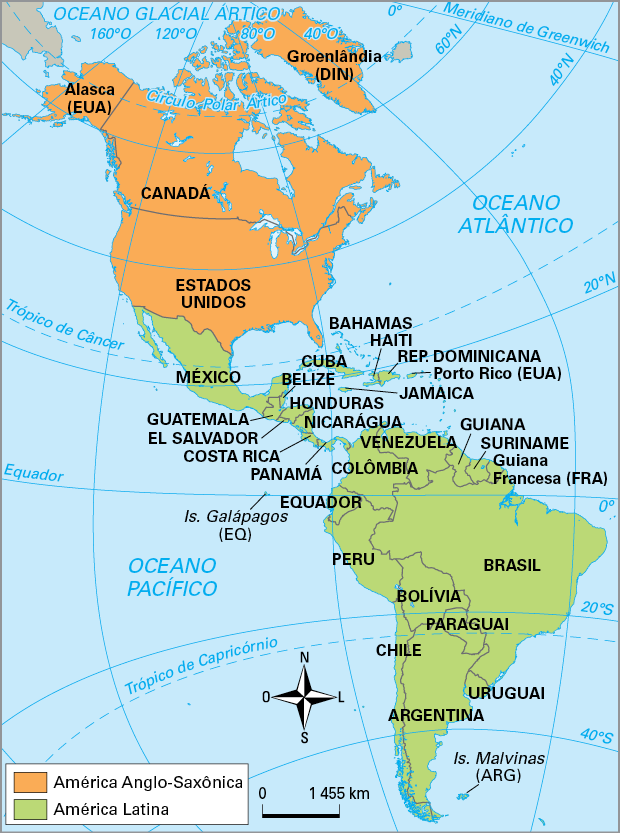 OCEANO GLACIAL ÁRTICO
0°
Meridiano de Greenwich
160°O
120°O
80°O
40°O
60°N
40°N
Groenlândia
(DIN)
Alasca
(EUA)
Círculo Polar Ártico
CANADÁ
OCEANO
ATLÂNTICO
ESTADOS
UNIDOS
20°N
Trópico de Câncer
BAHAMAS
HAITI
CUBA
REP. DOMINICANA
MÉXICO
BELIZE
Porto Rico (EUA)
JAMAICA
HONDURAS
GUATEMALA
NICARÁGUA
GUIANA
EL SALVADOR
VENEZUELA
SURINAME
COSTA RICA
Guiana
Francesa (FRA)
PANAMÁ
COLÔMBIA
Equador
EQUADOR
0°
Is. Galápagos
(EQ)
PERU
BRASIL
OCEANO
PACÍFICO
BOLÍVIA
20°S
PARAGUAI
Trópico de Capricórnio
CHILE
N
O
L
S
URUGUAI
ARGENTINA
40°S
Is. Malvinas
(ARG)
América Anglo-Saxônica
América Latina
0
1 455 km